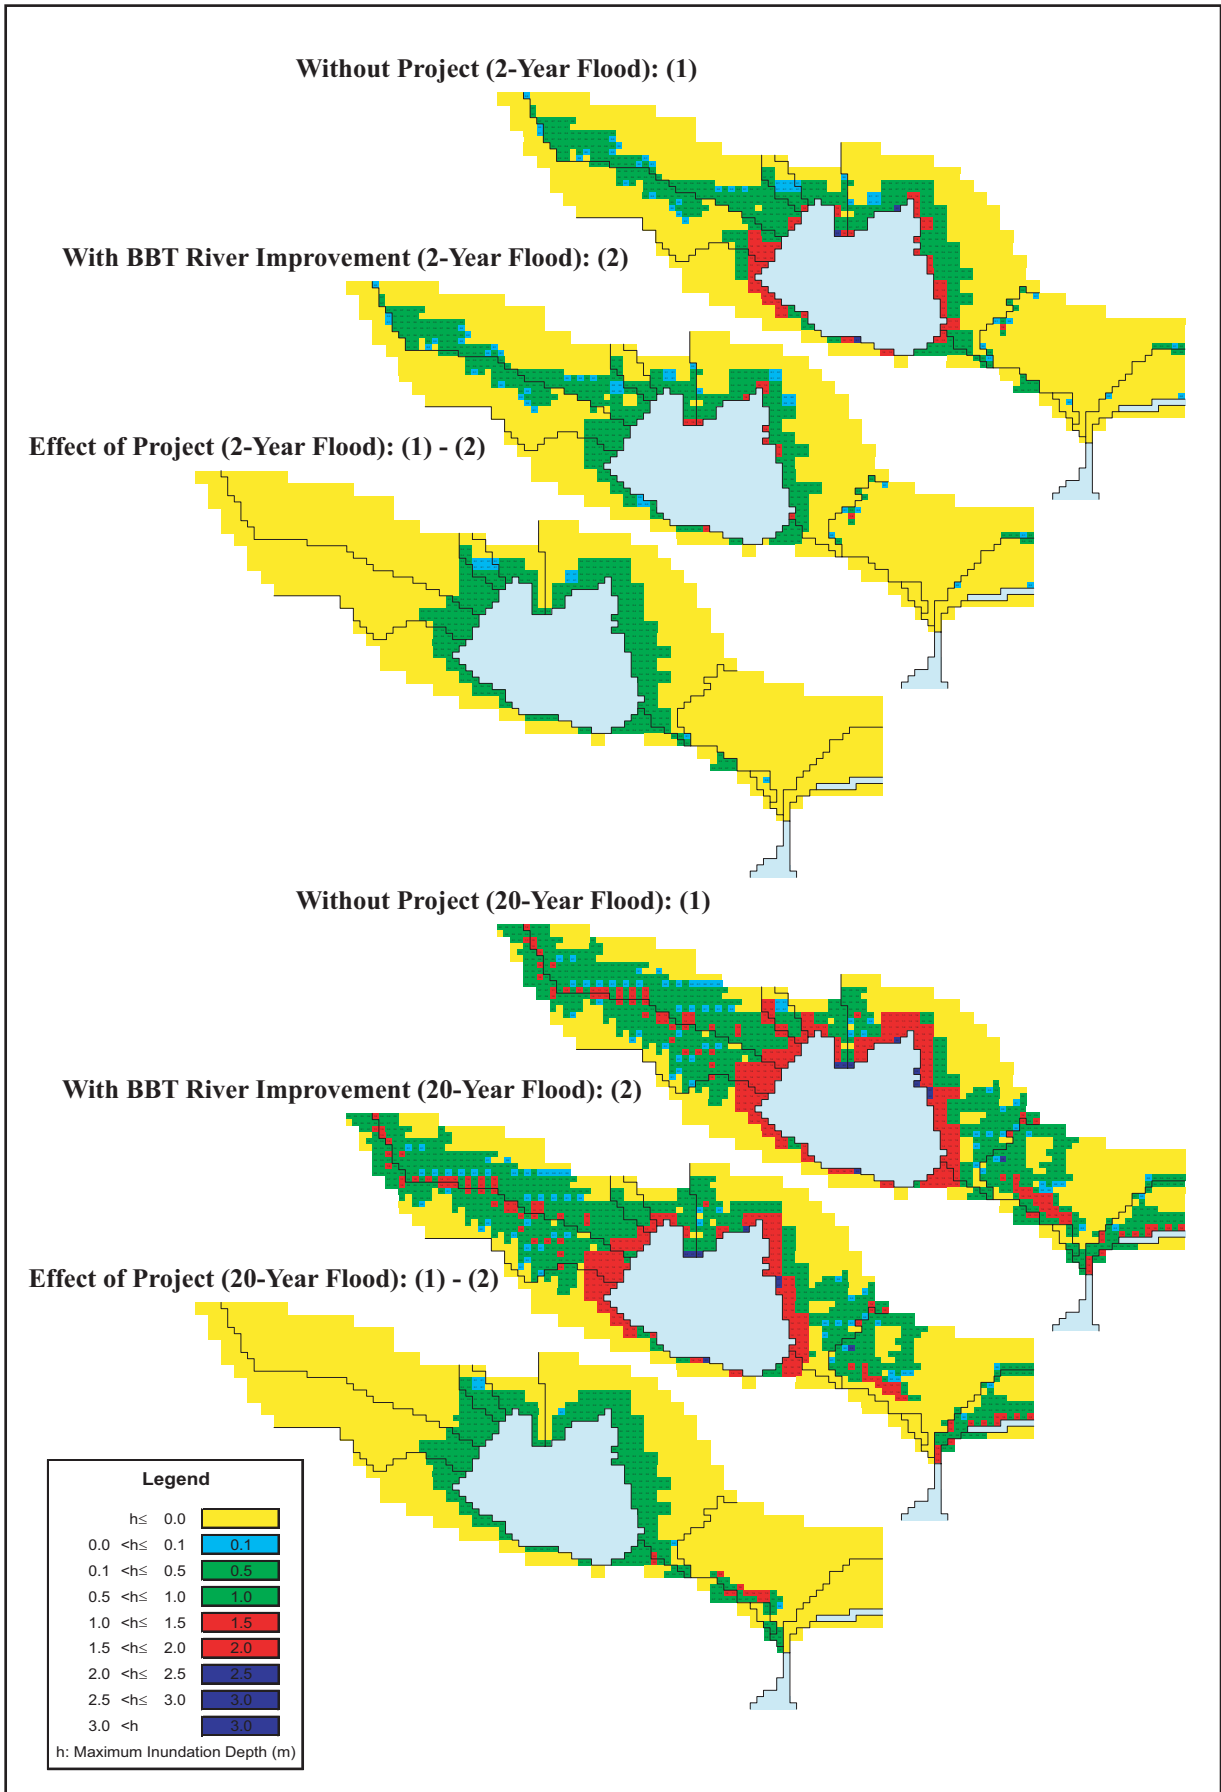 Without Project (2-Year Flood): (1)
With BBT River Improvement (2-Year Flood): (2)
Effect of Project (2-Year Flood): (1) - (2)
Without Project (20-Year Flood): (1)
With BBT River Improvement (20-Year Flood): (2)
Effect of Project (20-Year Flood): (1) - (2)
Legend
h≤ 0.0
0.0 <h≤ 0.1 0.1
0.1 <h≤ 0.5 0.5
0.5 <h≤ 1.0 1.0
1.0 <h≤ 1.5 1.5
1.5 <h≤ 2.0 2.0
2.0 <h≤ 2.5 2.5
2.5 <h≤ 3.0 3.0
3.0 <h 3.0
h: Maximum Inundation Depth (m)